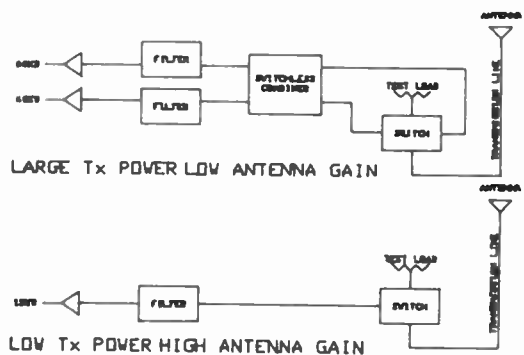 ANTENNA
FILTER
SWITCHLESS
COMBINER
FILTER
TEST LOAD
SWITCH
TRANSMISSION LINE
LARGE Tx POWER LOW ANTENNA GAIN
ANTENNA
TEST LOAD
TRANSMISSION LINE
FILTER
SWITCH
LOW Tx POWER HIGH ANTENNA GAIN